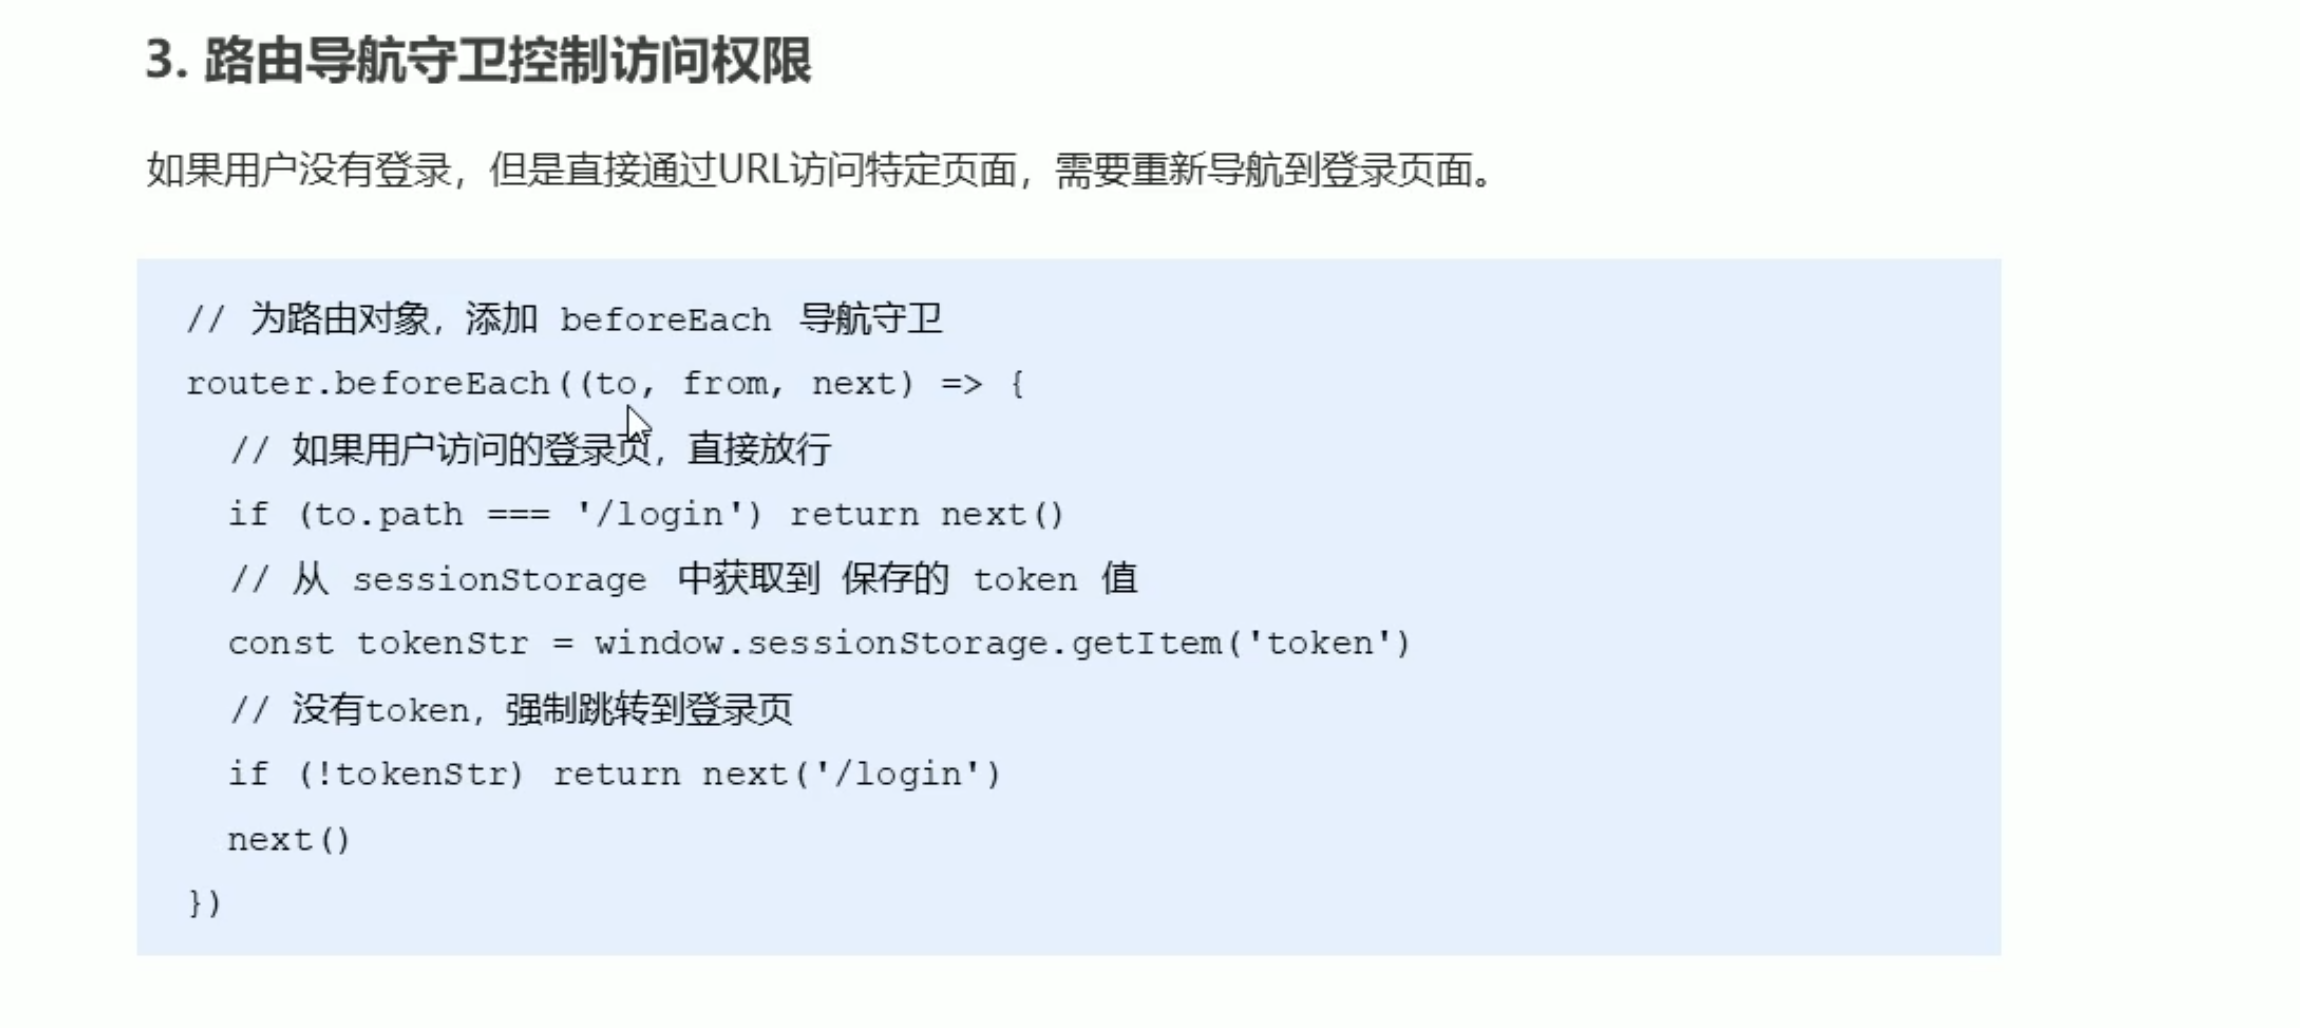 3. 路由导航守卫控制访问权限
如果用户没有登录，但是直接通过URL访问特定页面，需要重新导航到登录页面。
// 为路由对象，添加 beforeEach 导航守卫
router.beforeEach((to, from, next) => {
// 如果用户访问的登录页，直接放行
if (to.path === '/login') return next()
// 从 sessionStorage 中获取到 保存的 token 值
const tokenStr = window.sessionStorage.getItem('token')
// 没有token, 强制跳转到登录页
if (!tokenStr) return next('/login')
next()
})